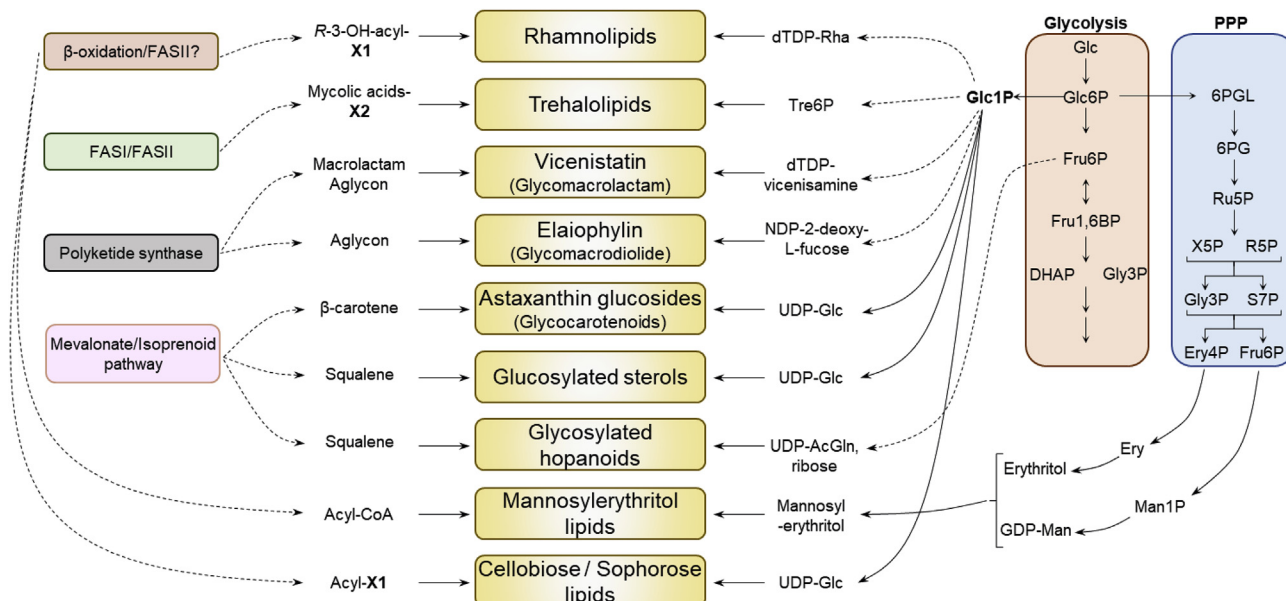 Glycolysis
PPP
β-oxidation/FASII?
R-3-OH-acyl-
X1
Rhamnolipids
dTDP-Rha
Glc
Mycolic acids-
X2
Trehalolipids
Tre6P
Glc1P
Glc6P
6PGL
FASI/FASII
6PG
Macrolactam
Aglycon
Vicenistatin
(Glycomacrolactam)
dTDP-
vicenisamine
Fru6P
Ru5P
Polyketide synthase
Aglycon
Elaiophylin
(Glycomacrodiolide)
NDP-2-deoxy-
L-fucose
Fru1,6BP
X5P
R5P
DHAP
Gly3P
Gly3P
S7P
β-carotene
Astaxanthin glucosides
(Glycocarotenoids)
UDP-Glc
Mevalonate/Isoprenoid
pathway
Ery4P
Fru6P
Squalene
Glucosylated sterols
UDP-Glc
Squalene
Glycosylated
hopanoids
UDP-AcGln,
ribose
Ery
Erythritol
Acyl-CoA
Mannosylerythritol
lipids
Mannosyl
-erythritol
Man1P
GDP-Man
Acyl-X1
Cellobiose / Sophorose
lipids
UDP-Glc